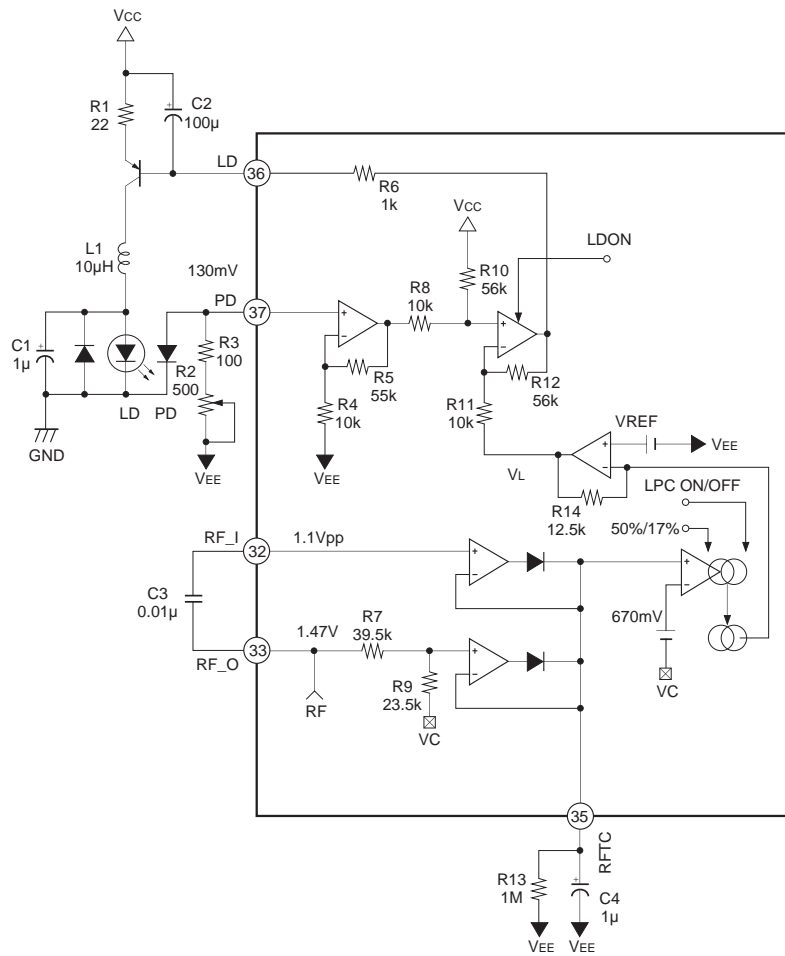 Vcc
R1
22
C2
100µ
LD
36
R6
1k
Vcc
LDON
L1
10µH
130mV
PD
37
R8
10k
R10
56k
C1
1µ
R3
100
R2
500
R5
55k
R12
56k
R4
10k
R11
10k
LD
PD
GND
VEE
VEE
VREF
VEE
VL
R14
12.5k
LPC ON/OFF
50%/17%
RF_I
32
1.1Vpp
C3
0.01µ
R7
39.5k
670mV
33
1.47V
RF_O
R9
23.5k
RF
VC
VC
35
RFTC
R13
1M
C4
1µ
VEE
VEE
+
+
+
+
−
+
−
+
−
+
−
+
−
+
−